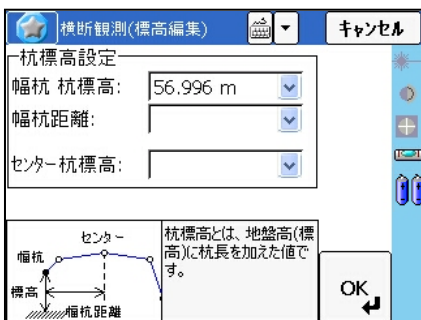 横断観測(標高編集)
キャンセル
杭標高設定
幅杭 杭標高:
56.996 m
幅杭距離:
センター杭標高:
センター
幅杭
標高
幅杭距離
杭標高とは、地盤高(標
高)に杭長を加えた値で
す。
OK